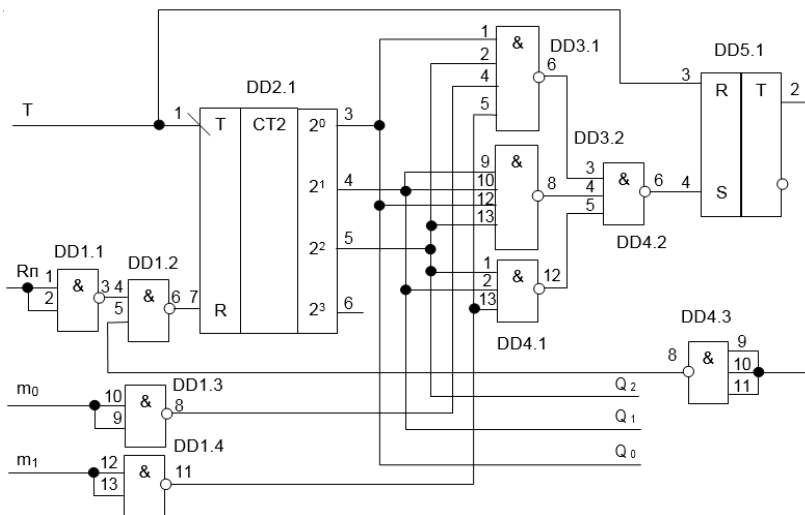 T
1
DD2.1
T
CT2
R
2⁰
2¹
2²
2³
3
4
5
6
Rп
DD1.1
1
2
&
3
DD1.2
4
5
&
6
7
m₀
DD1.3
10
9
&
8
m₁
DD1.4
12
13
&
11
DD3.1
1
2
4
5
&
6
DD3.2
9
10
12
13
&
8
DD4.1
1
2
13
&
12
DD4.2
3
4
5
&
6
DD5.1
3
4
R
S
T
2
DD4.3
8
&
9
10
11
Q₂
Q₁
Q₀